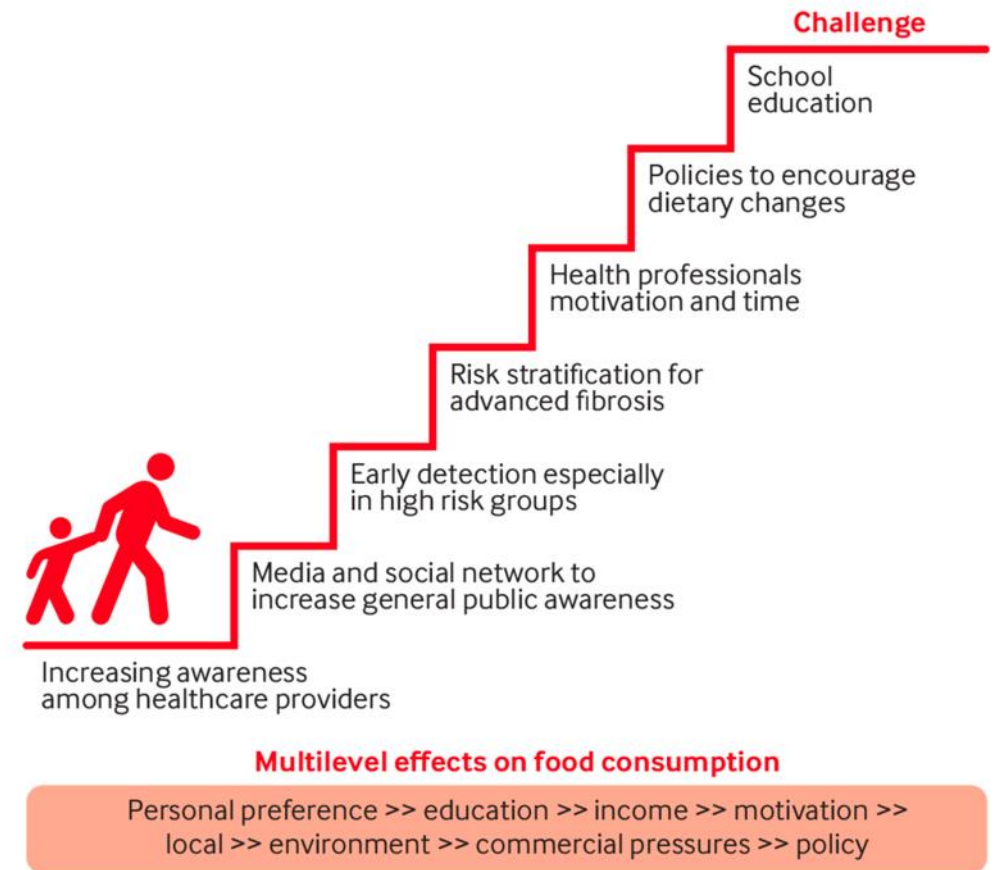 Challenge
School
education
Policies to encourage
dietary changes
Health professionals
motivation and time
Risk stratification for
advanced fibrosis
Early detection especially
in high risk groups
Media and social network to
increase general public awareness
Increasing awareness
among healthcare providers
Multilevel effects on food consumption
Personal preference >> education >> income >> motivation >>
local >> environment >> commercial pressures >> policy